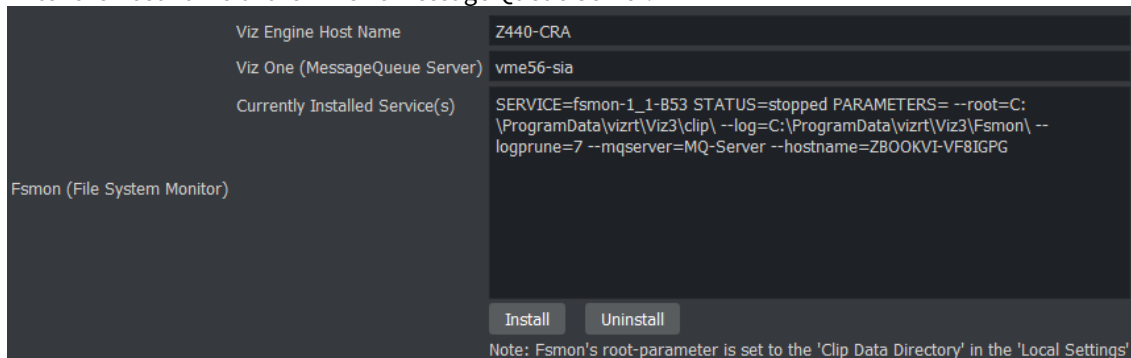 Viz Engine Host Name Z440-CRA
Viz One (MessageQueue Server) vme56-sia
Currently Installed Service(s) SERVICE=fsmon-1_1-B53 STATUS=stopped PARAMETERS= --root=C:
\ProgramData\vizrt\Viz3\clip\ --log=C:\ProgramData\vizrt\Viz3\Fsmon\ --
logprune=7 --mqserver=MQ-Server --hostname=ZBOOKVI-VF8IGPG
Fsmon (File System Monitor)
Install Uninstall
Note: Fsmon's root-parameter is set to the 'Clip Data Directory' in the 'Local Settings'